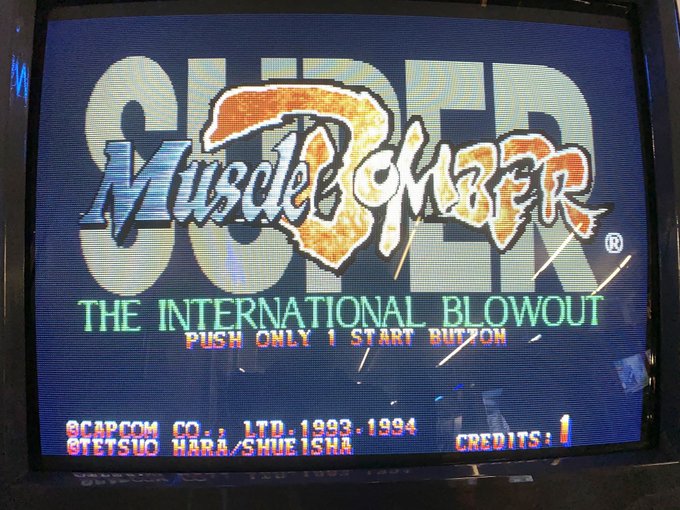 SUPER
Muscle BOMBER ®
THE INTERNATIONAL BLOWOUT
PUSH ONLY 1 START BUTTON
©CAPCOM CO., LTD.1993.1994
©TETSUO HARA/SHUEISHA
CREDITS: 1